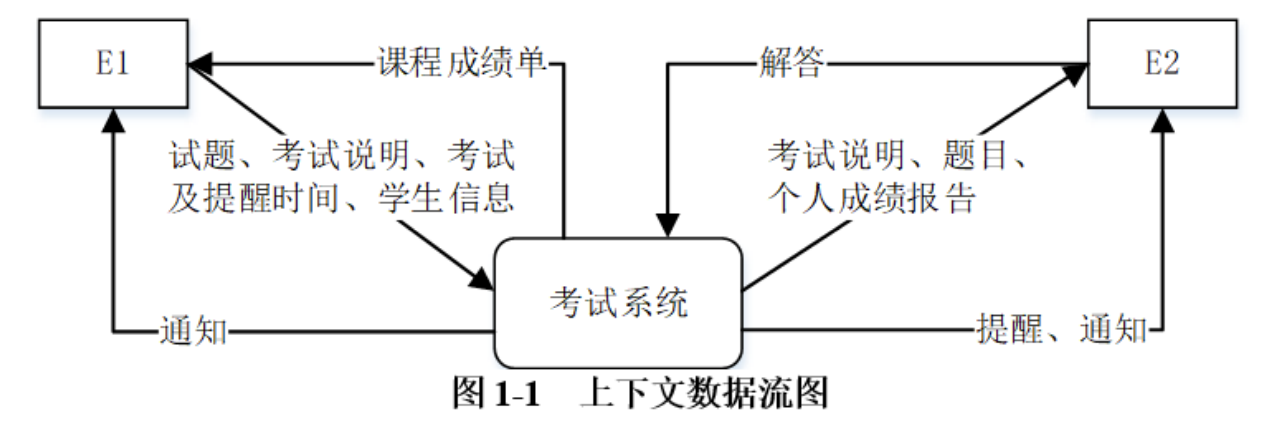 E1
课程成绩单
解答
E2
试题、考试说明、考试
及提醒时间、学生信息
考试说明、题目、
个人成绩报告
考试系统
通知
提醒、通知
图 1-1 上下文数据流图